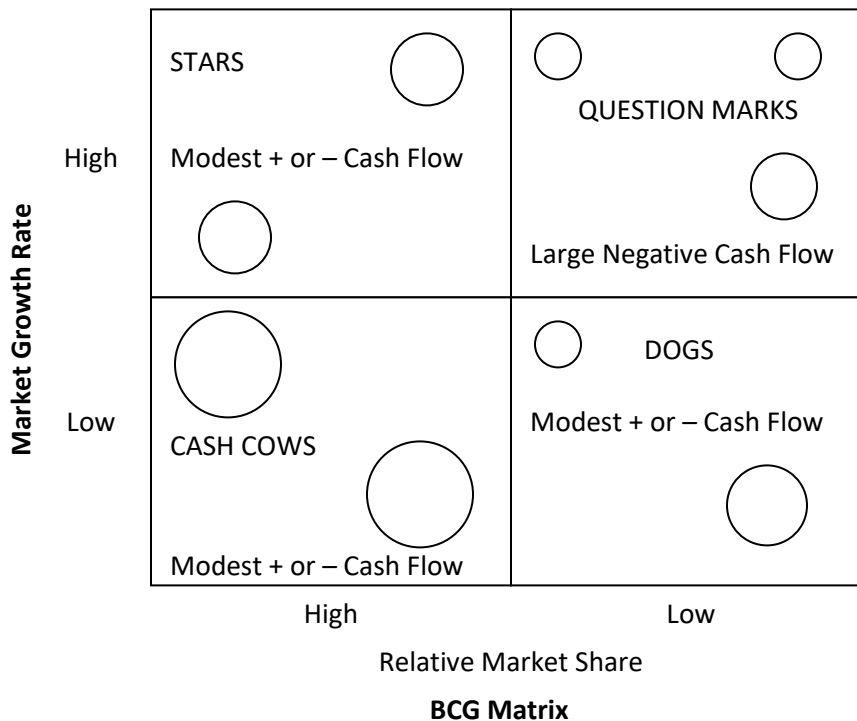 STARS
QUESTION MARKS
High
Modest + or – Cash Flow
Large Negative Cash Flow
Market Growth Rate
DOGS
Low
Modest + or – Cash Flow
CASH COWS
Modest + or – Cash Flow
High
Low
Relative Market Share
BCG Matrix